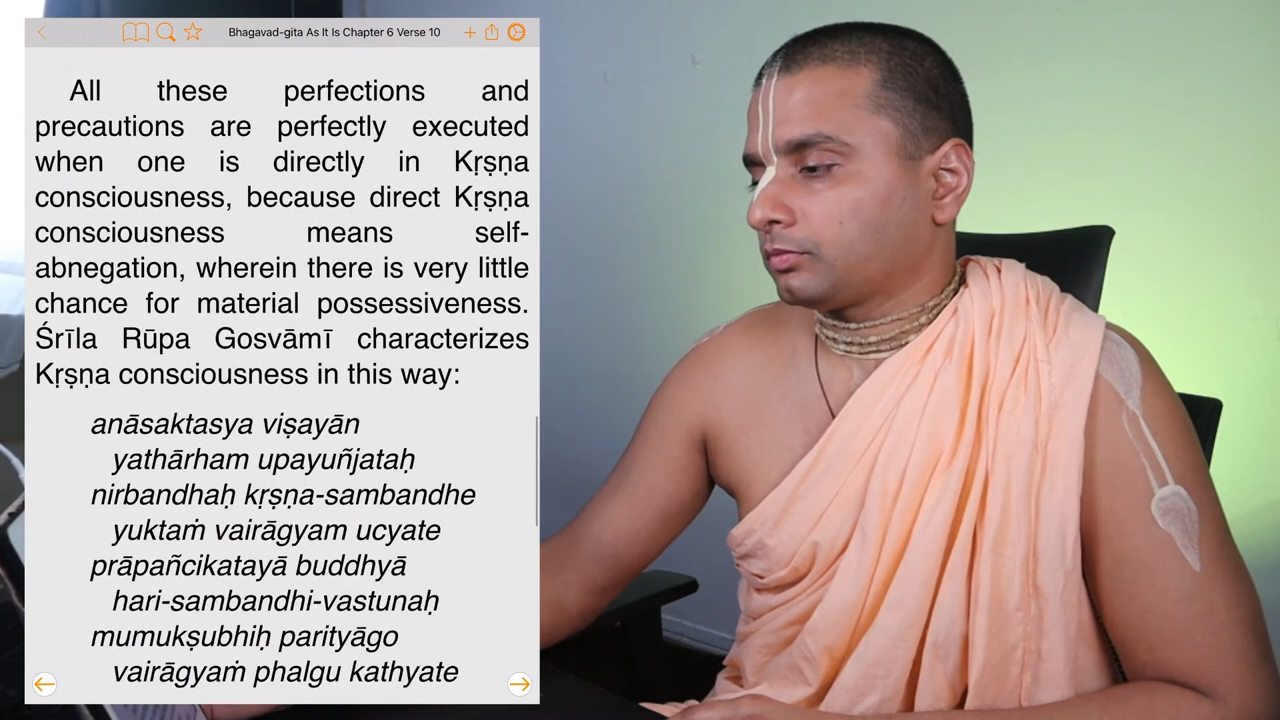 Bhagavad-gita As It Is Chapter 6 Verse 10
All these perfections and
precautions are perfectly executed
when one is directly in Kṛṣṇa
consciousness, because direct Kṛṣṇa
consciousness means self-
abnegation, wherein there is very little
chance for material possessiveness.
Śrīla Rūpa Gosvāmī characterizes
Kṛṣṇa consciousness in this way:
anāsaktasya viṣayān
yathārham upayuñjataḥ
nirbandhaḥ kṛṣṇa-sambandhe
yuktaṁ vairāgyam ucyate
prāpañcikatayā buddhyā
hari-sambandhi-vastunaḥ
mumukṣubhiḥ parityāgo
vairāgyaṁ phalgu kathyate